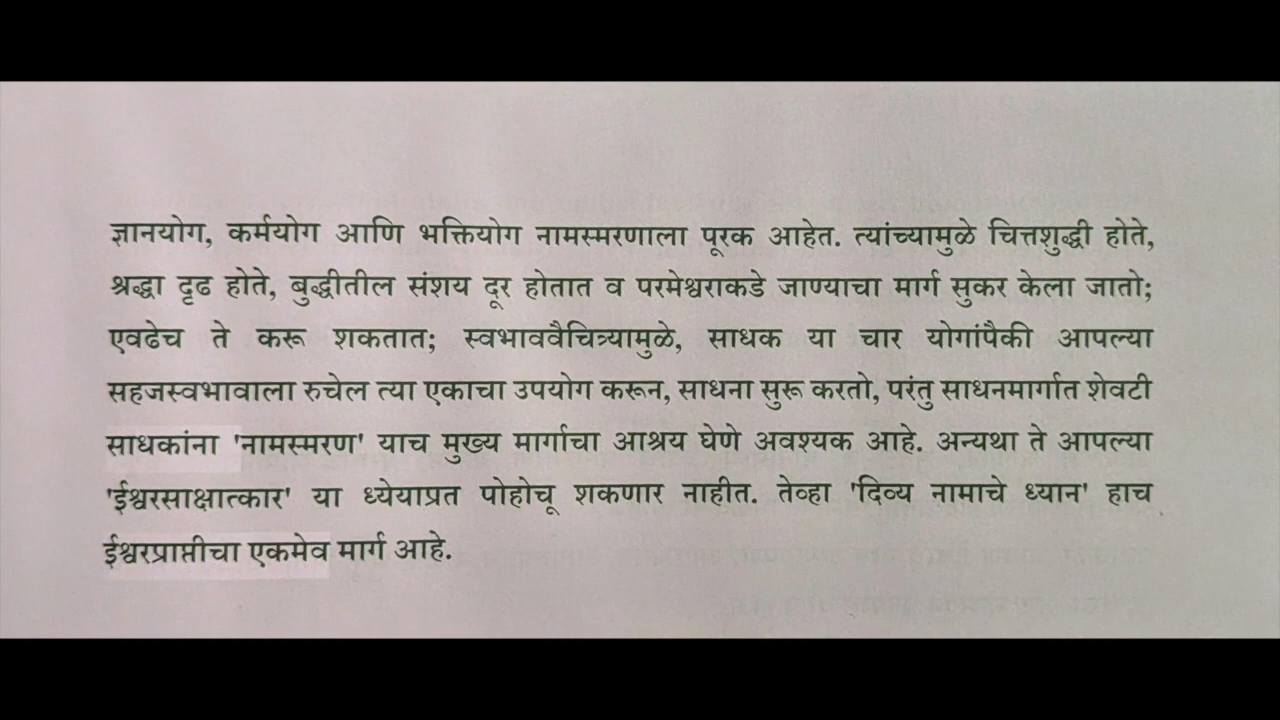 ज्ञानयोग, कर्मयोग आणि भक्तियोग नामस्मरणाला पूरक आहेत. त्यांच्यामुळे चित्तशुद्धी होते,
श्रद्धा दृढ होते, बुद्धीतील संशय दूर होतात व परमेश्वराकडे जाण्याचा मार्ग सुकर केला जातो;
एवढेच ते करू शकतात; स्वभाववैचित्र्यामुळे, साधक या चार योगांपैकी आपल्या
सहजस्वभावाला रुचेल त्या एकाचा उपयोग करून, साधना सुरू करतो, परंतु साधनमार्गात शेवटी
साधकांना 'नामस्मरण' याच मुख्य मार्गाचा आश्रय घेणे अवश्यक आहे. अन्यथा ते आपल्या
'ईश्वरसाक्षात्कार' या ध्येयाप्रत पोहोचू शकणार नाहीत. तेव्हा 'दिव्य नामाचे ध्यान' हाच
ईश्वरप्राप्तीचा एकमेव मार्ग आहे.